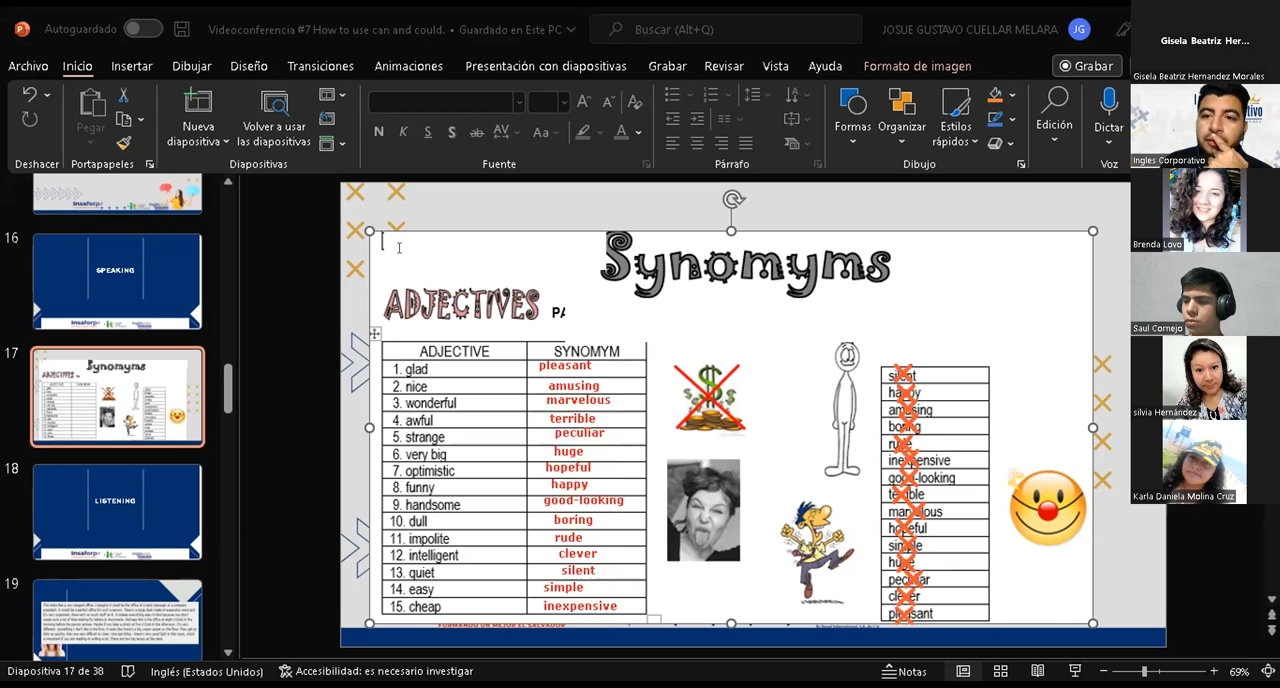 Autoguardado
Videoconferencia #7 How to use can and could. • Guardado en Este PC
Buscar (Alt+Q)
JOSUE GUSTAVO CUELLAR MELARA
JG
Archivo Inicio Insertar Dibujar Diseño Transiciones Animaciones Presentación con diapositivas Grabar Revisar Vista Ayuda Formato de imagen
Grabar
Pegar
Nueva diapositiva
Volver a usar las diapositivas
Formas
Organizar
Estilos rápidos
Edición
Dictar
Deshacer
Portapapeles
Diapositivas
Fuente
Párrafo
Dibujo
Voz
16
SPEAKING
17
Synomyms
18
LISTENING
19
Synomyms
ADJECTIVES
ADJECTIVE SYNOMYM
1. glad pleasant
2. nice amusing
3. wonderful marvelous
4. awful terrible
5. strange peculiar
6. very big huge
7. optimistic hopeful
8. funny happy
9. handsome good-looking
10. dull boring
11. impolite rude
12. intelligent clever
13. quiet silent
14. easy simple
15. cheap inexpensive
silent
happy
amusing
boring
rude
inexpensive
good-looking
terrible
marvelous
hopeful
simple
huge
peculiar
clever
pleasant
FORMANDO UN MEJOR EL SALVADOR
Gisela Beatriz Her...
Gisela Beatriz Hernandez Morales
Ingles Corporativo
Brenda Lovo
Saul Cornejo
silvia Hernández
Karla Daniela Molina Cruz
Diapositiva 17 de 38
Inglés (Estados Unidos)
Accesibilidad: es necesario investigar
Notas
69%